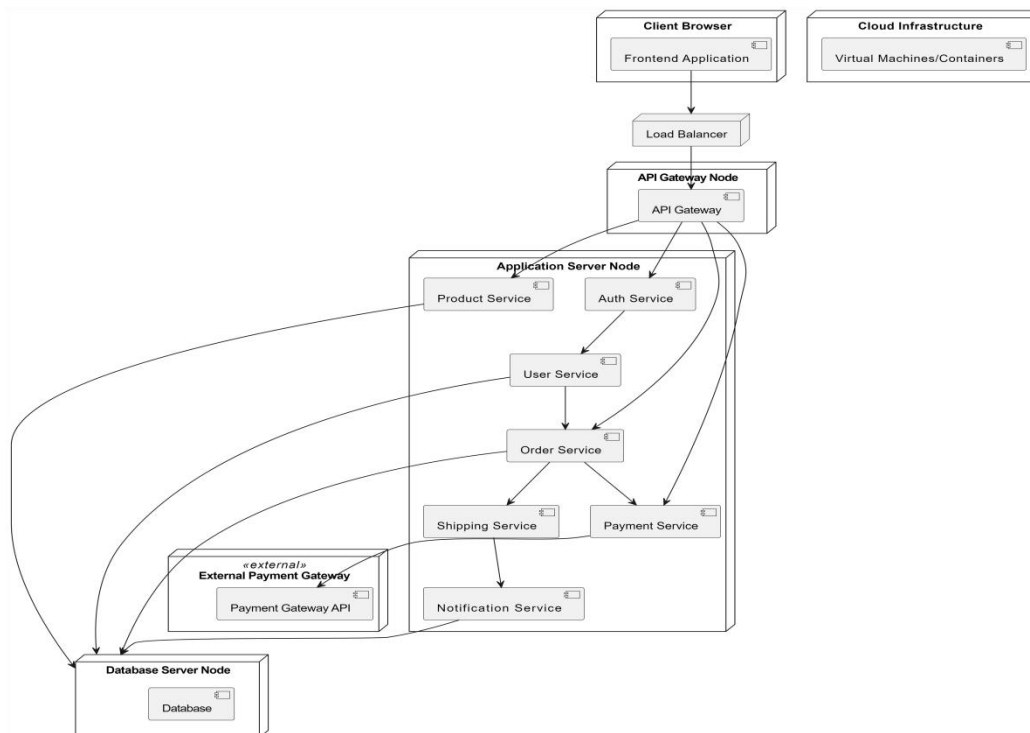 Client Browser
Frontend Application
Cloud Infrastructure
Virtual Machines/Containers
Load Balancer
API Gateway Node
API Gateway
Application Server Node
Product Service
Auth Service
User Service
Order Service
Shipping Service
Payment Service
«external»
External Payment Gateway
Payment Gateway API
Notification Service
Database Server Node
Database